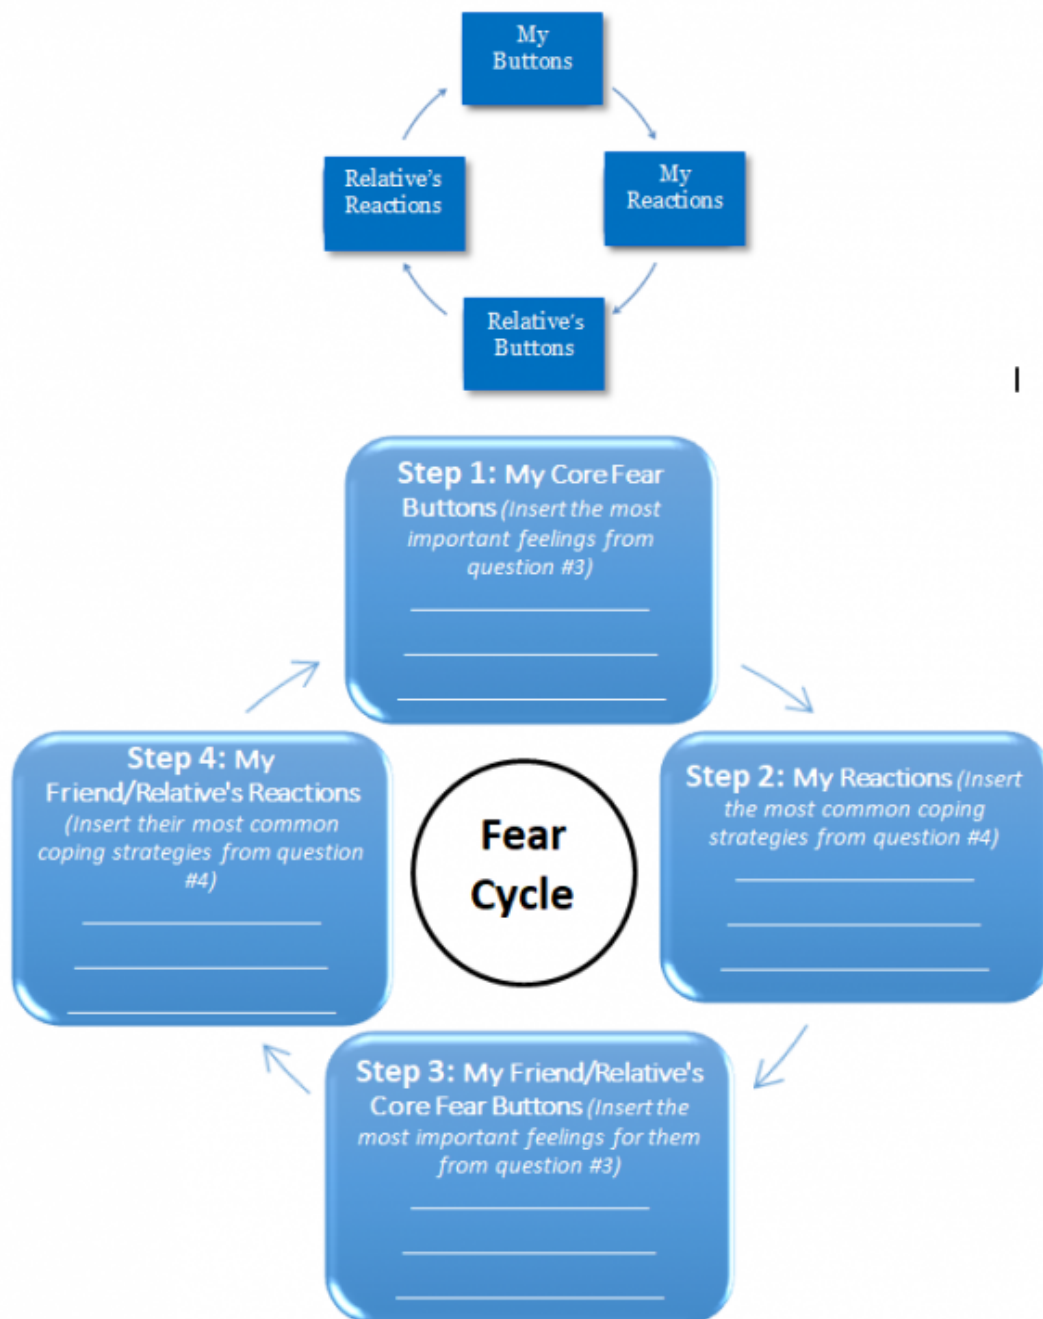 My
Buttons
Relative's
Reactions
My
Reactions
Relative's
Buttons
Step 1: My Core Fear
Buttons (Insert the most
important feelings from
question #3)
Step 4: My
Friend/Relative's Reactions
(Insert their most common
coping strategies from question
#4)
Fear
Cycle
Step 2: My Reactions (Insert
the most common coping
strategies from question #4)
Step 3: My Friend/Relative's
Core Fear Buttons (Insert the
most important feelings for them
from question #3)